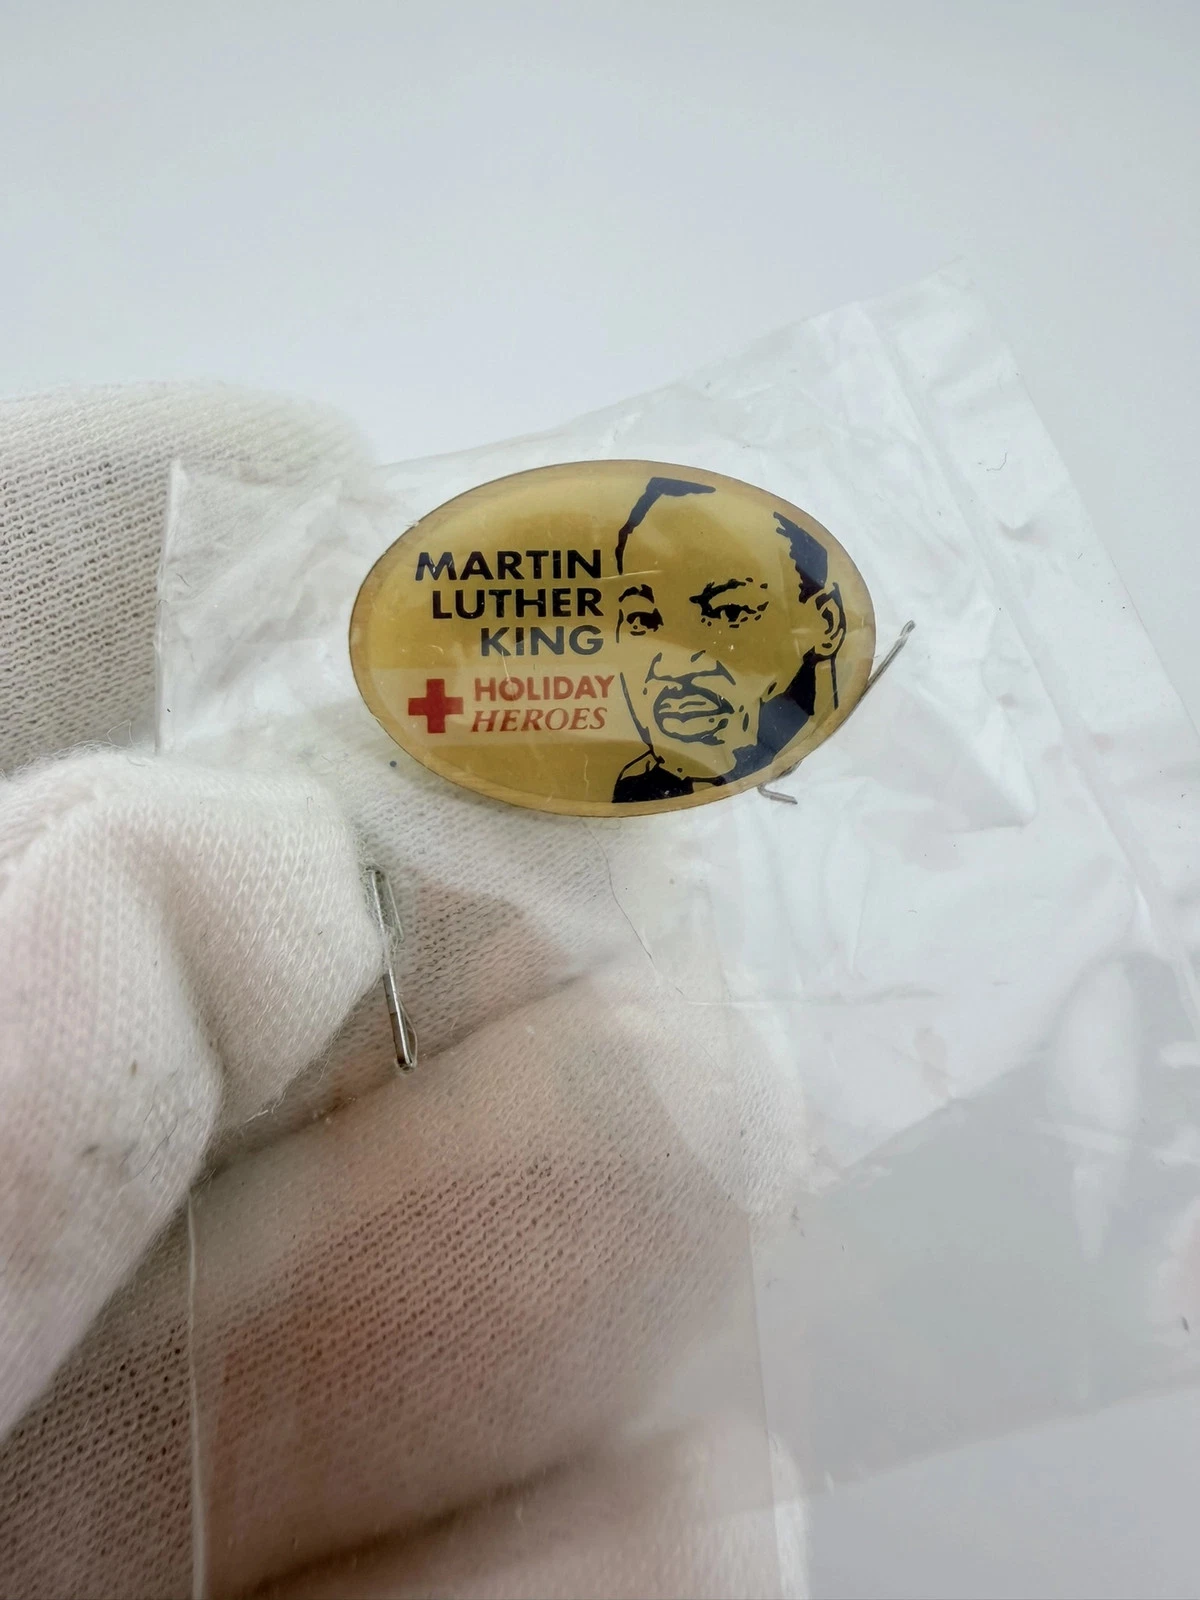 MARTIN
LUTHER
KING
HOLIDAY
HEROES